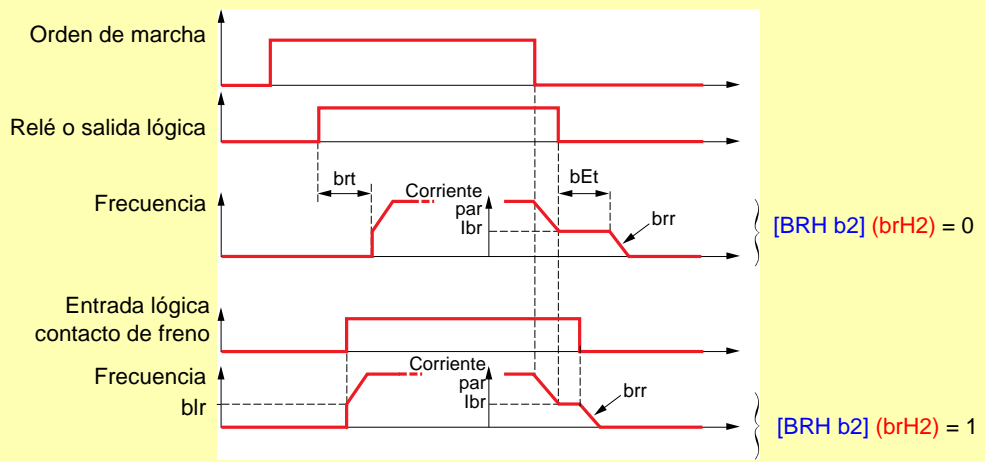 Orden de marcha
Relé o salida lógica
brt
bEt
Frecuencia
Corriente
par
Ibr
brr
[BRH b2] (brH2) = 0
Entrada lógica
contacto de freno
Frecuencia
bIr
Corriente
par
Ibr
brr
[BRH b2] (brH2) = 1